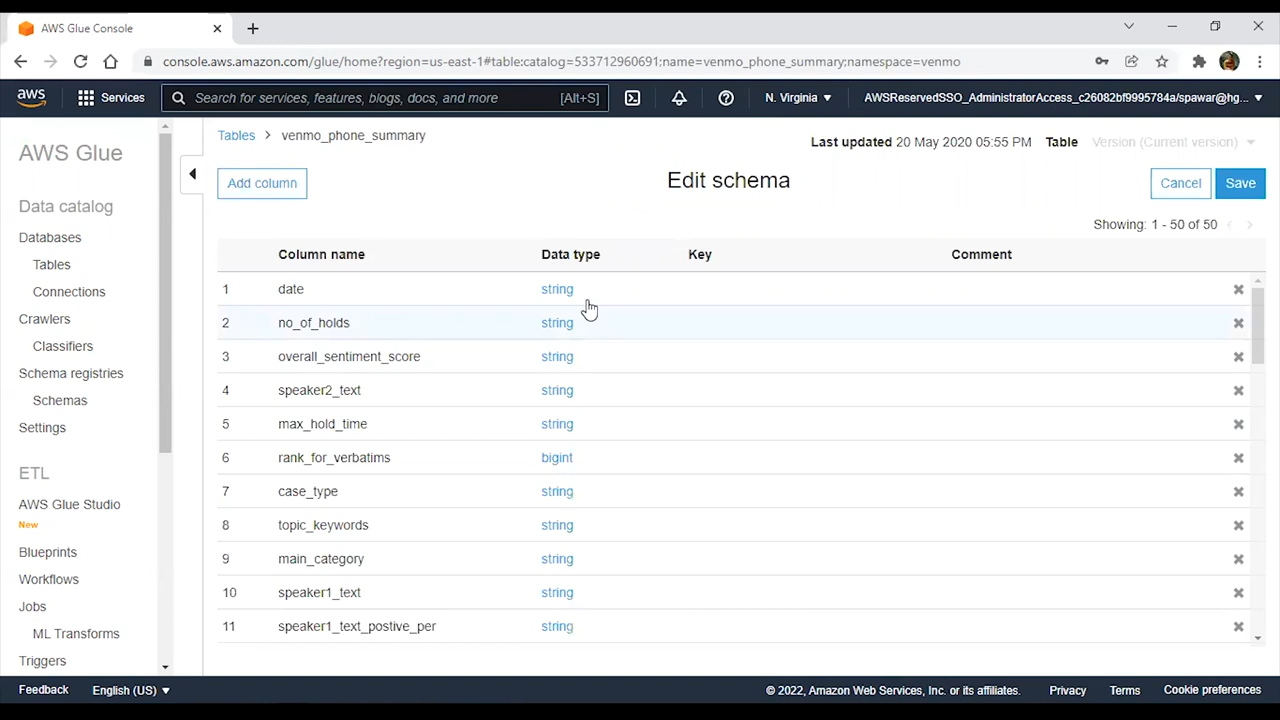 AWS Glue Console
console.aws.amazon.com/glue/home?region=us-east-1#table:catalog=533712960691;name=venmo_phone_summary;namespace=venmo
aws Services Search for services, features, blogs, docs, and more [Alt+S] N. Virginia AWSReservedSSO_AdministratorAccess_c26082bf9995784a/spawar@hg...
AWS Glue
Data catalog
Databases
Tables
Connections
Crawlers
Classifiers
Schema registries
Schemas
Settings
ETL
AWS Glue Studio
New
Blueprints
Workflows
Jobs
ML Transforms
Triggers
Tables > venmo_phone_summary
Last updated 20 May 2020 05:55 PM Table Version (Current version)
Add column Edit schema Cancel Save
Showing: 1 - 50 of 50
Column name Data type Key Comment
1 date string
2 no_of_holds string
3 overall_sentiment_score string
4 speaker2_text string
5 max_hold_time string
6 rank_for_verbatims bigint
7 case_type string
8 topic_keywords string
9 main_category string
10 speaker1_text string
11 speaker1_text_postive_per string
Feedback English (US) © 2022, Amazon Web Services, Inc. or its affiliates. Privacy Terms Cookie preferences